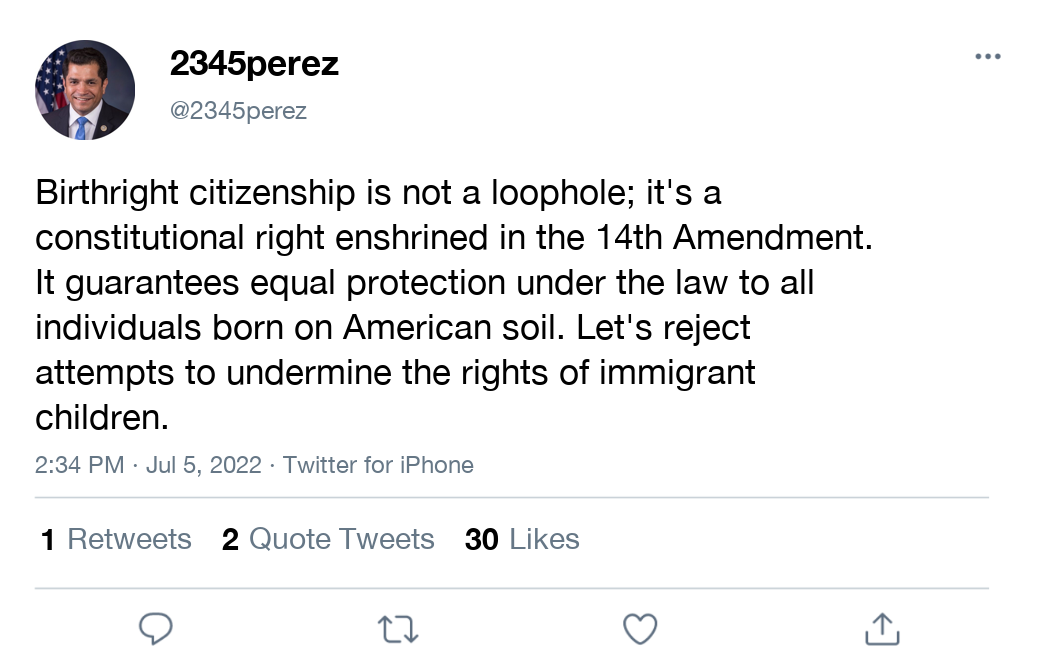 2345perez
@2345perez
Birthright citizenship is not a loophole; it's a
constitutional right enshrined in the 14th Amendment.
It guarantees equal protection under the law to all
individuals born on American soil. Let's reject
attempts to undermine the rights of immigrant
children.
2:34 PM · Jul 5, 2022 · Twitter for iPhone
1 Retweets 2 Quote Tweets 30 Likes